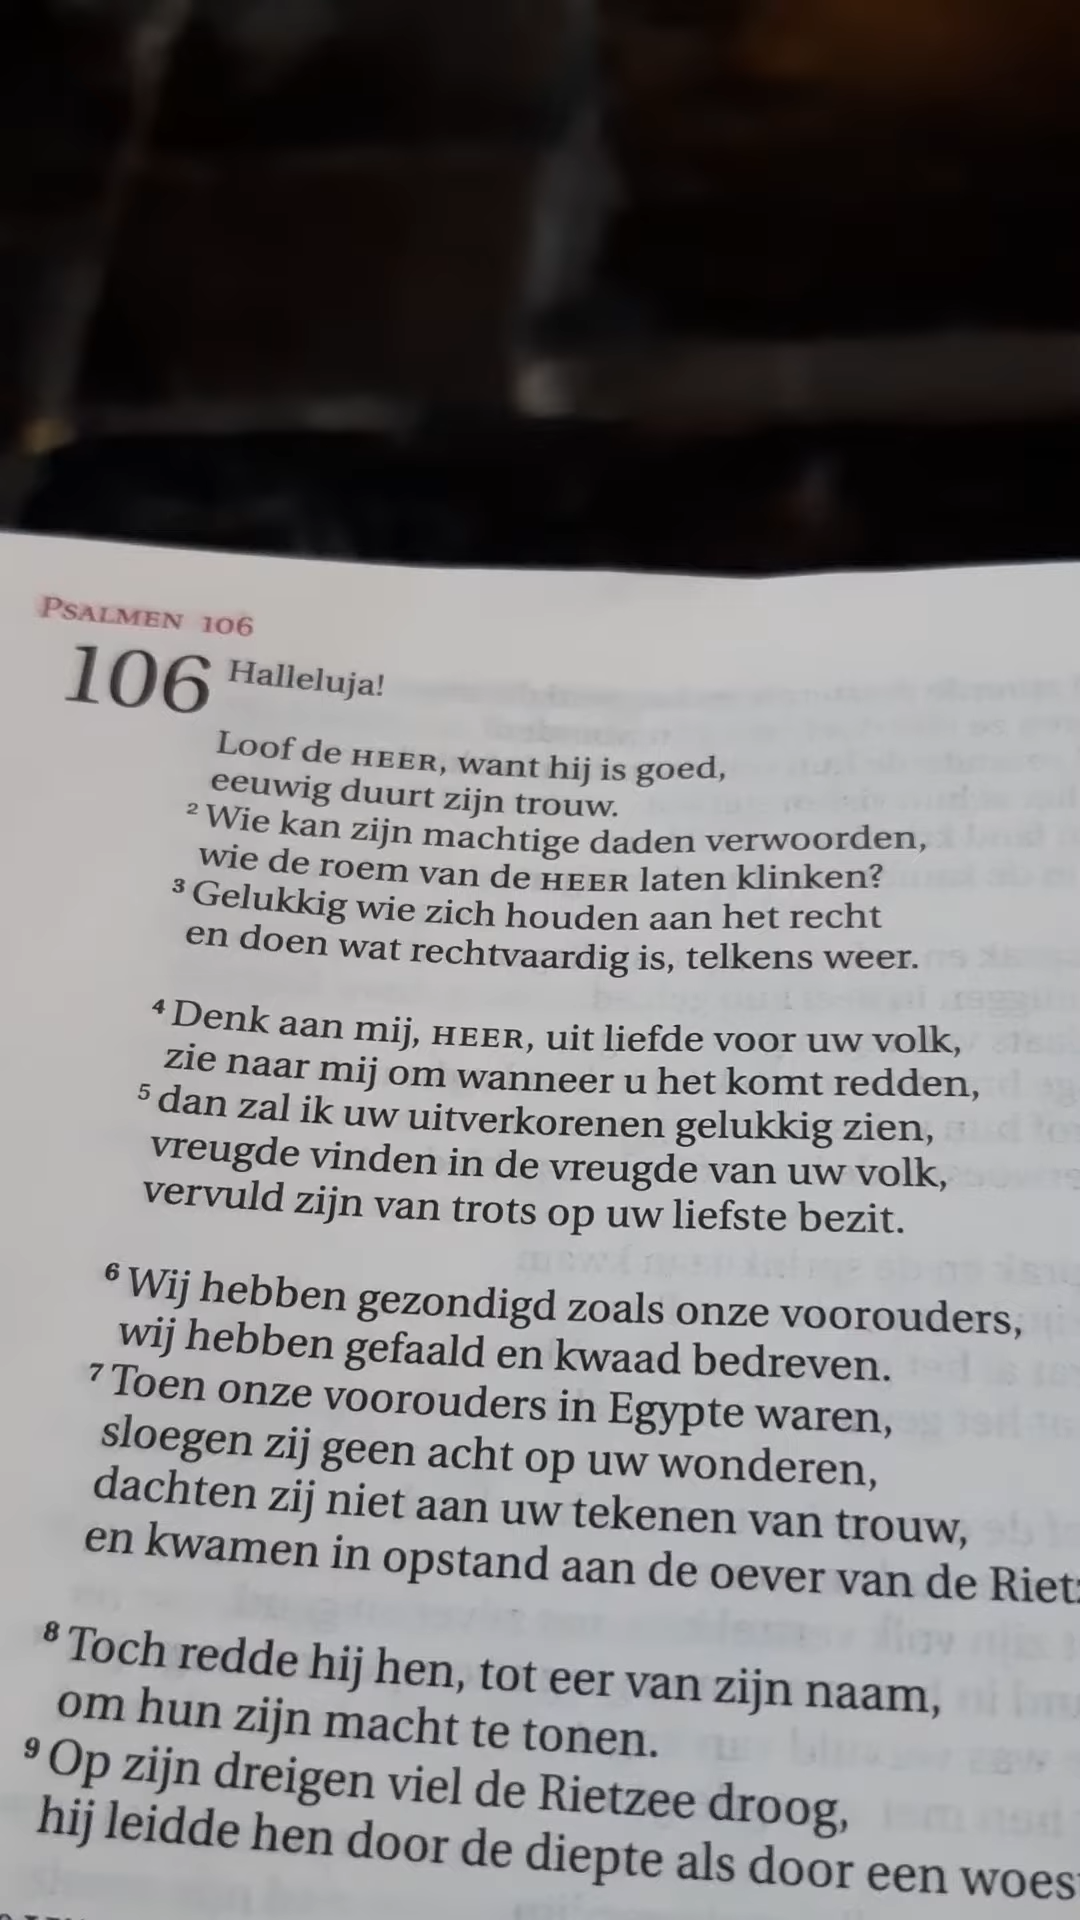 PSALMEN 106
106 Halleluja!
Loof de HEER, want hij is goed,
eeuwig duurt zijn trouw.
2 Wie kan zijn machtige daden verwoorden,
wie de roem van de HEER laten klinken?
3 Gelukkig wie zich houden aan het recht
en doen wat rechtvaardig is, telkens weer.
4 Denk aan mij, HEER, uit liefde voor uw volk,
zie naar mij om wanneer u het komt redden,
5 dan zal ik uw uitverkorenen gelukkig zien,
vreugde vinden in de vreugde van uw volk,
vervuld zijn van trots op uw liefste bezit.
6 Wij hebben gezondigd zoals onze voorouders,
wij hebben gefaald en kwaad bedreven.
7 Toen onze voorouders in Egypte waren,
sloegen zij geen acht op uw wonderen,
dachten zij niet aan uw tekenen van trouw,
en kwamen in opstand aan de oever van de
8 Toch redde hij hen, tot eer van zijn naam,
om hun zijn macht te tonen.
9 Op zijn dreigen viel de Rietzee droog,
hij leidde hen door de diepte als door een